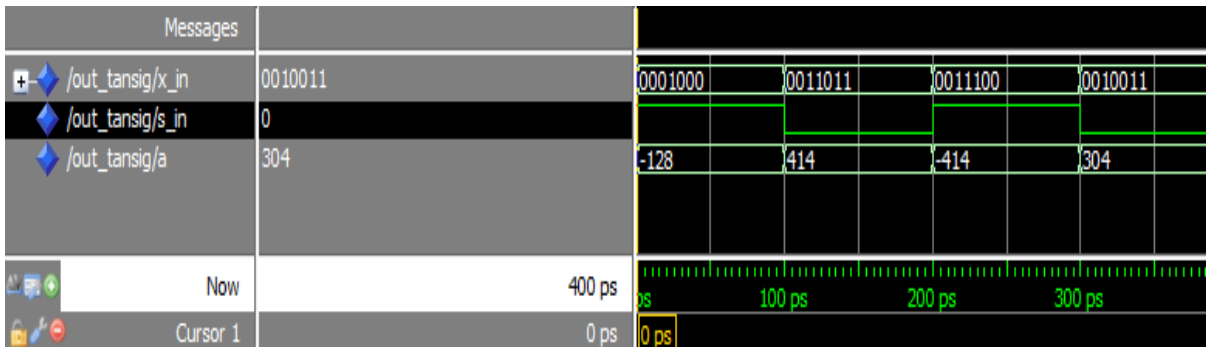 Messages
/out_tansig/x_in 0010011 0001000 0011011 0011100 0010011
/out_tansig/s_in 0
/out_tansig/a 304 -128 414 -414 304
Now 400 ps ps 100 ps 200 ps 300 ps
Cursor 1 0 ps 0 ps